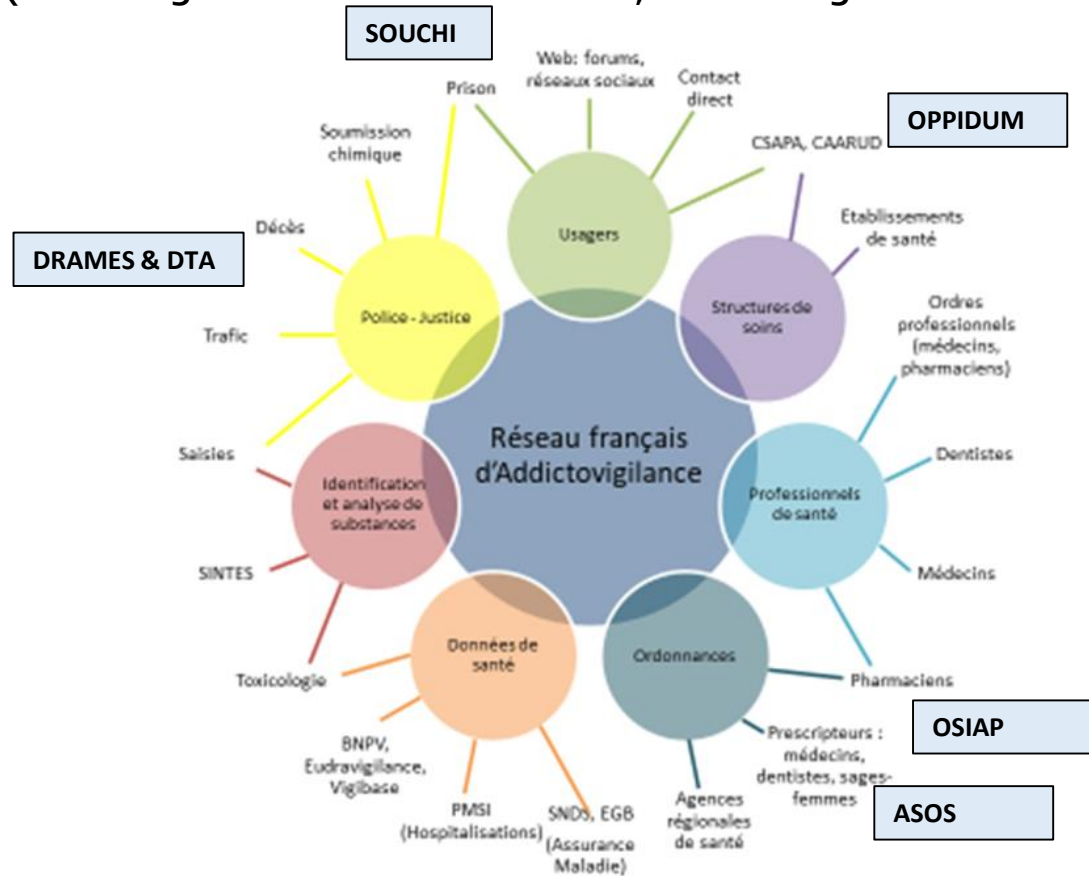 SOUCHI
Web: forums,
réseaux sociaux
Prison
Contact
direct
OPPIDUM
Soumission
chimique
CSAPA, CAARUD
Etablissements
de santé
Décès
DRAMES & DTA
Usagers
Structures de
soins
Police - Justice
Ordres
professionnels
(médecins,
pharmaciens)
Trafic
Réseau français
d'Addictovigilance
Saisies
Dentistes
Identification
et analyse de
substances
Professionnels
de santé
SINTES
Médecins
Données de
santé
Ordonnances
Toxicologie
Pharmaciens
OSIAP
BNPV,
Eudravigilance,
Vigibase
Prescripteurs :
médecins,
dentistes, sages-
femmes
PMSI
(Hospitalisations)
SNDS, EGB
(Assurance
Maladie)
Agences
régionales
de santé
ASOS